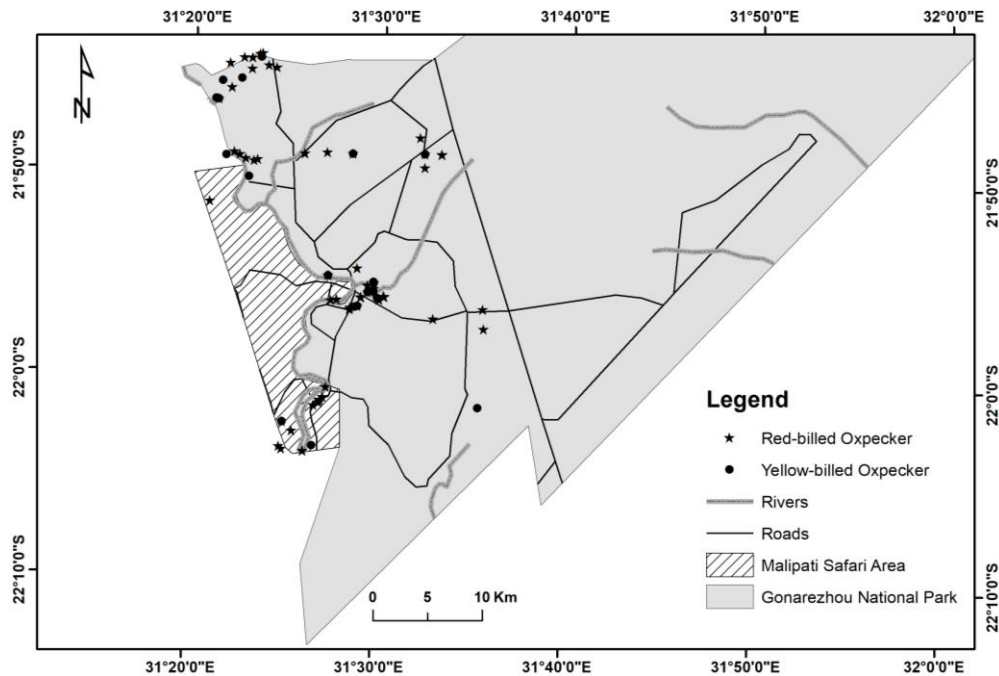 31°20'0"E 31°30'0"E 31°40'0"E 31°50'0"E 32°0'0"E
N
21°50'0"S
21°50'0"S
22°0'0"S
22°0'0"S
22°10'0"S
22°10'0"S
Legend
Red-billed Oxpecker
Yellow-billed Oxpecker
Rivers
Roads
Malipati Safari Area
Gonarezhou National Park
0 5 10 Km
31°20'0"E 31°30'0"E 31°40'0"E 31°50'0"E 32°0'0"E